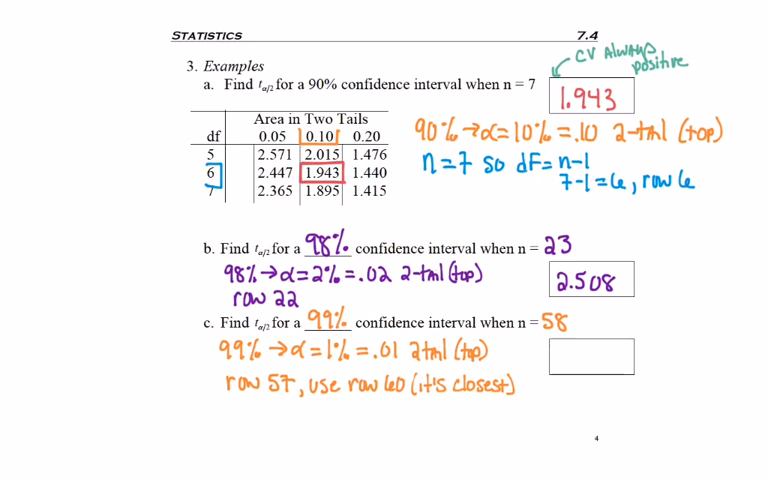 STATISTICS 7.4
CV Always positive
3. Examples
a. Find t_α/2 for a 90% confidence interval when n = 7
1.943
Area in Two Tails
df 0.05 0.10 0.20
5 2.571 2.015 1.476
6 2.447 1.943 1.440
7 2.365 1.895 1.415
90% → α = 10% = .10 2-tail (top)
n = 7 so dF = n-1
7-1 = 6, row 6
b. Find t_α/2 for a 98% confidence interval when n = 23
98% → α = 2% = .02 2-tail (top)
row 22
2.508
c. Find t_α/2 for a 99% confidence interval when n = 58
99% → α = 1% = .01 2 tail (top)
row 57, use row 60 (it's closest)
4